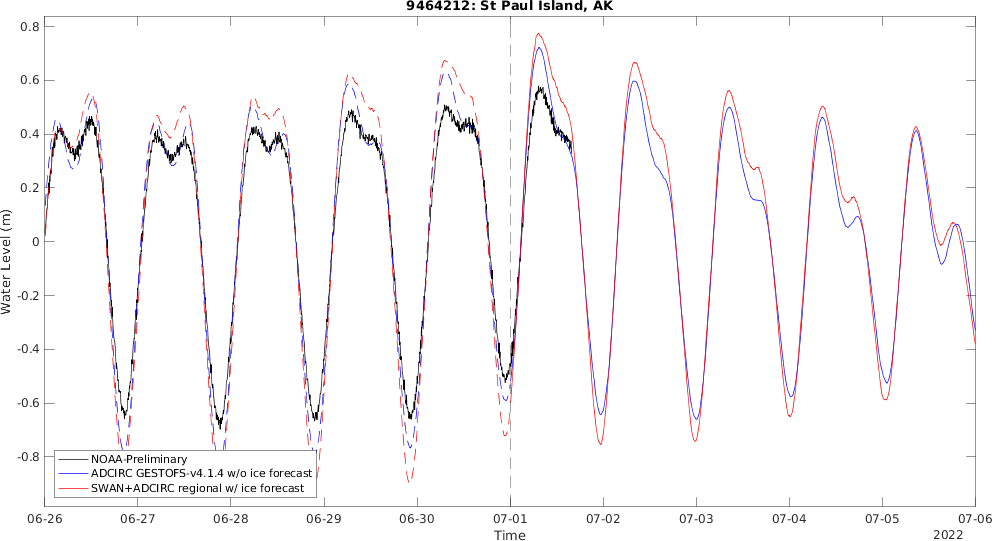 9464212: St Paul Island, AK
0.8
0.6
0.4
0.2
0
-0.2
-0.4
-0.6
-0.8
Water Level (m)
NOAA-Preliminary
ADCIRC GESTOFS-v4.1.4 w/o ice forecast
SWAN+ADCIRC regional w/ ice forecast
06-26 06-27 06-28 06-29 06-30 07-01 07-02 07-03 07-04 07-05 07-06
Time
2022